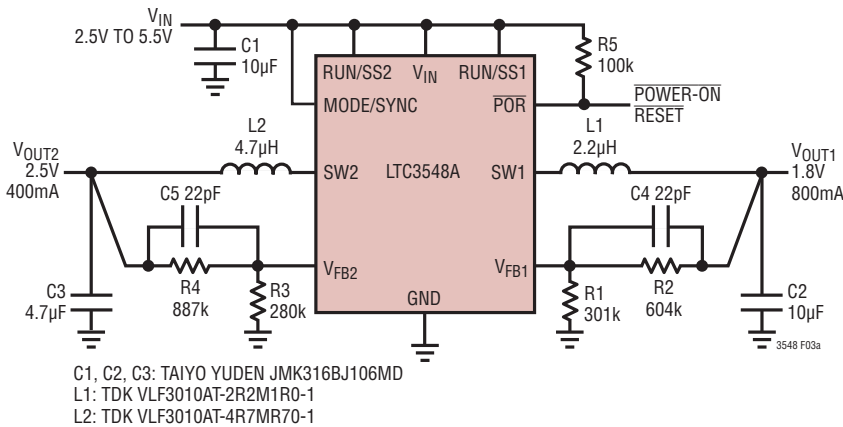 V_IN
2.5V TO 5.5V
C1
10µF
R5
100k
RUN/SS2
V_IN
RUN/SS1
MODE/SYNC
POR
POWER-ON
RESET
L2
4.7µH
L1
2.2µH
V_OUT2
2.5V
400mA
SW2
LTC3548A
SW1
V_OUT1
1.8V
800mA
C5 22pF
C4 22pF
V_FB2
V_FB1
R4
887k
R3
280k
GND
R1
301k
R2
604k
C3
4.7µF
C2
10µF
3548 F03a
C1, C2, C3: TAIYO YUDEN JMK316BJ106MD
L1: TDK VLF3010AT-2R2M1R0-1
L2: TDK VLF3010AT-4R7MR70-1